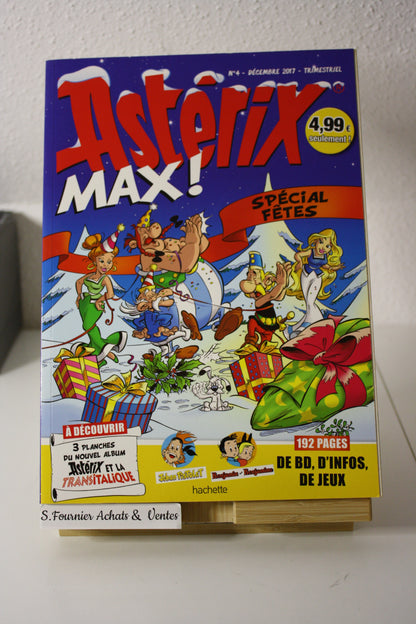 N°4 - DÉCEMBRE 2017 - TRIMESTRIEL
Astérix
MAX!
4,99€
seulement!
SPÉCIAL
FÊTES
À DÉCOUVRIR
3 PLANCHES
DU NOUVEL ALBUM
Astérix ET LA
TRANSITALIQUE
192 PAGES
DE BD, D'INFOS,
DE JEUX
hachette
S.Fournier Achats & Ventes